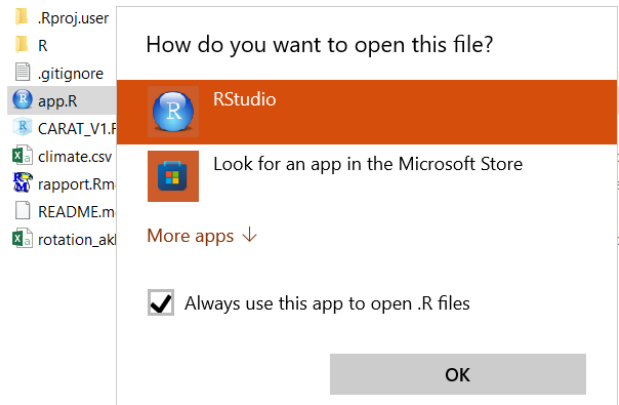 .Rproj.user
R
.gitignore
app.R
CARAT_V1.R
climate.csv
rapport.Rm
README.m
rotation_akl
How do you want to open this file?
R
RStudio
Look for an app in the Microsoft Store
More apps ↓
Always use this app to open .R files
OK